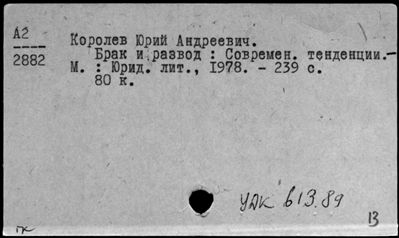 А2
2882
Королев Юрий Андреевич.
Брак и развод : Современ. тенденции.-
М. : Юрид. лит., 1978. - 239 с.
80 к.
УДК 613.89
13